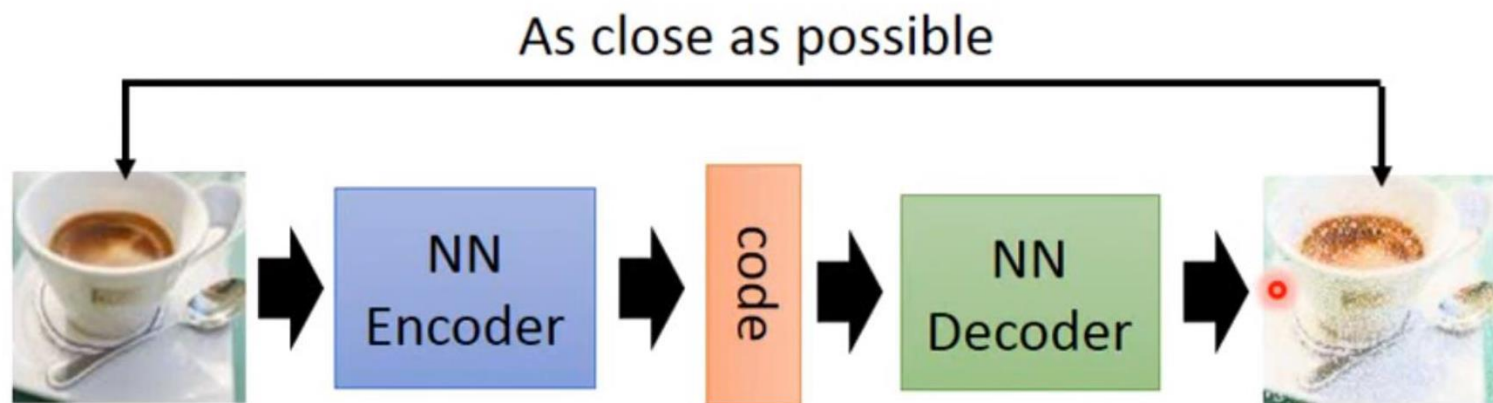 As close as possible
NN
Encoder
code
NN
Decoder